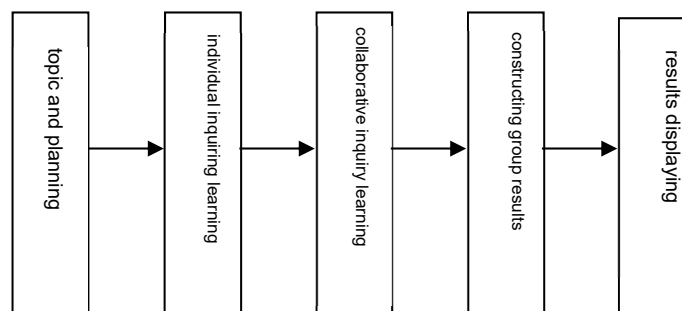 topic and planning
individual inquiring learning
collaborative inquiry learning
constructing group results
results displaying